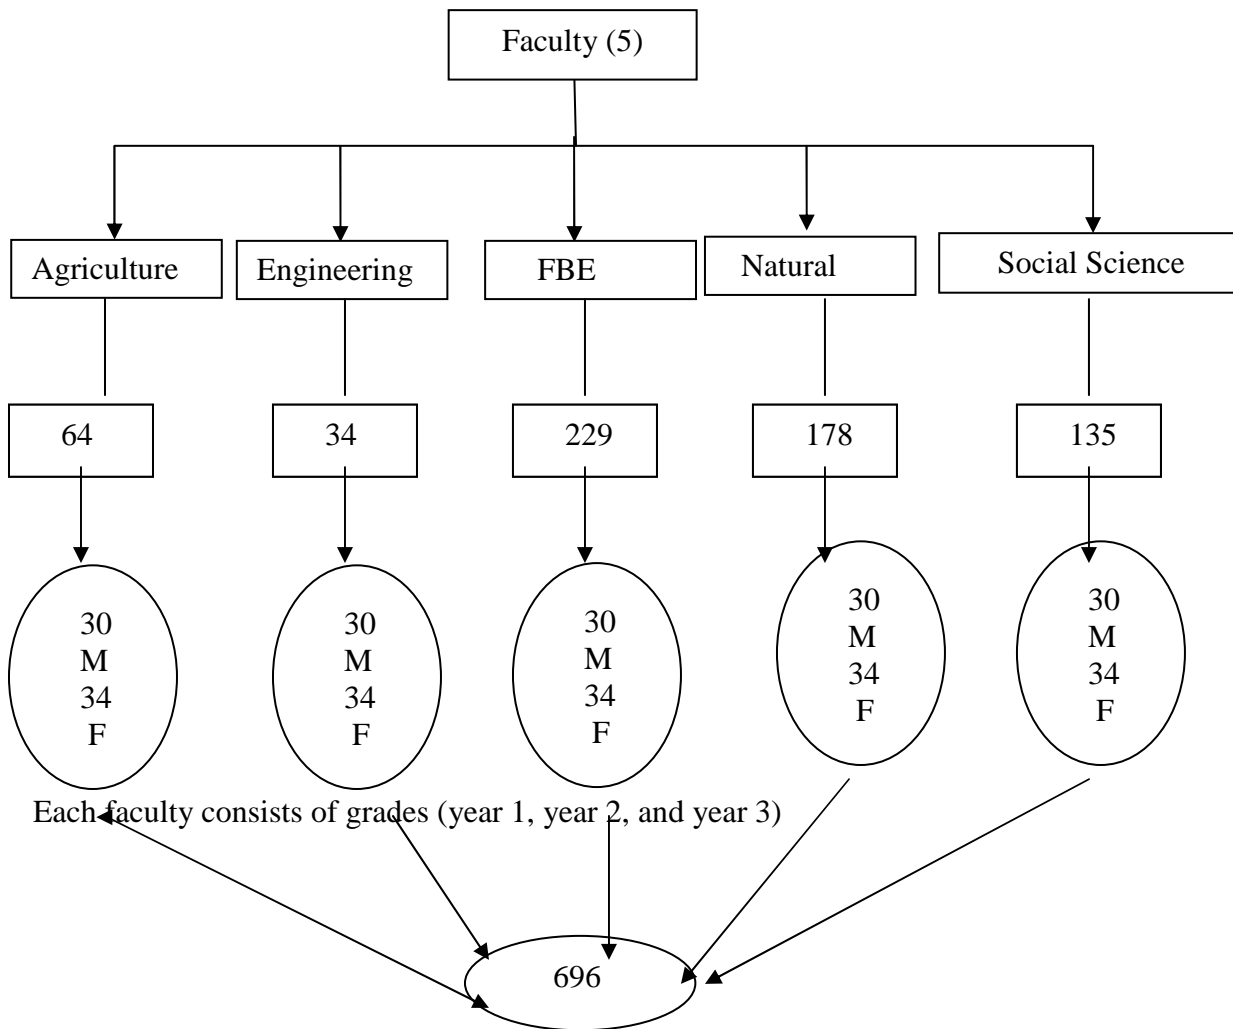 Faculty (5)
Agriculture
Engineering
FBE
Natural
Social Science
64
34
229
178
135
30
M
34
F
30
M
34
F
30
M
34
F
30
M
34
F
30
M
34
F
Each faculty consists of grades (year 1, year 2, and year 3)
696